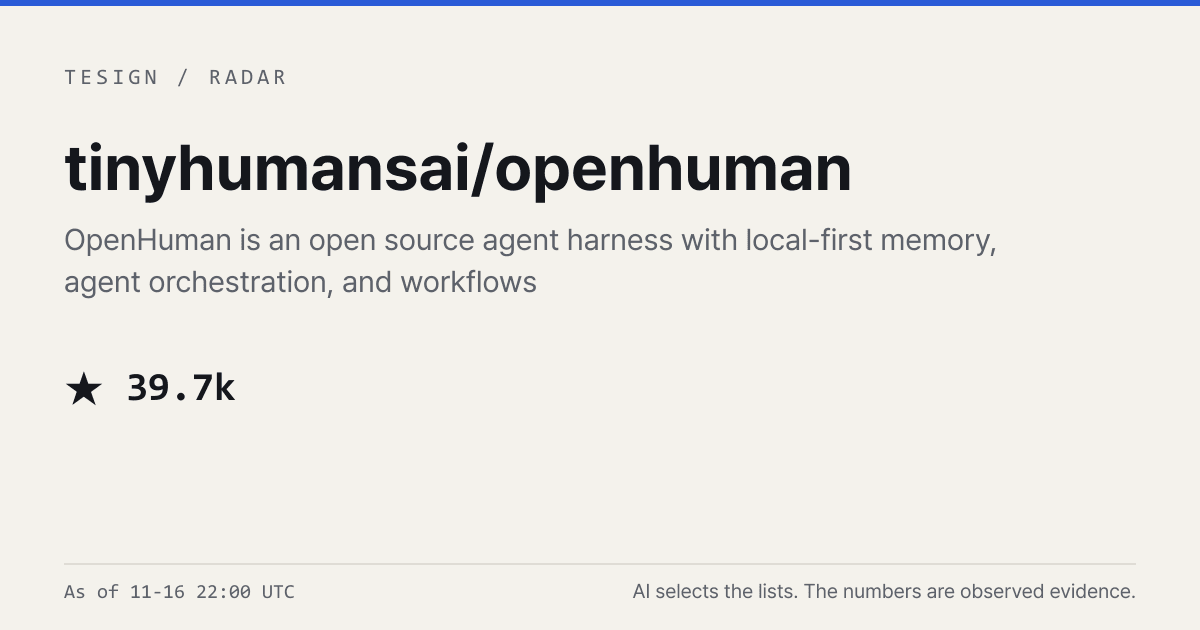 TESIGN / RADAR
tinyhumansai/openhuman
OpenHuman is an open source agent harness with local-first memory,
agent orchestration, and workflows
★ 39.7k
As of 11-16 22:00 UTC
AI selects the lists. The numbers are observed evidence.